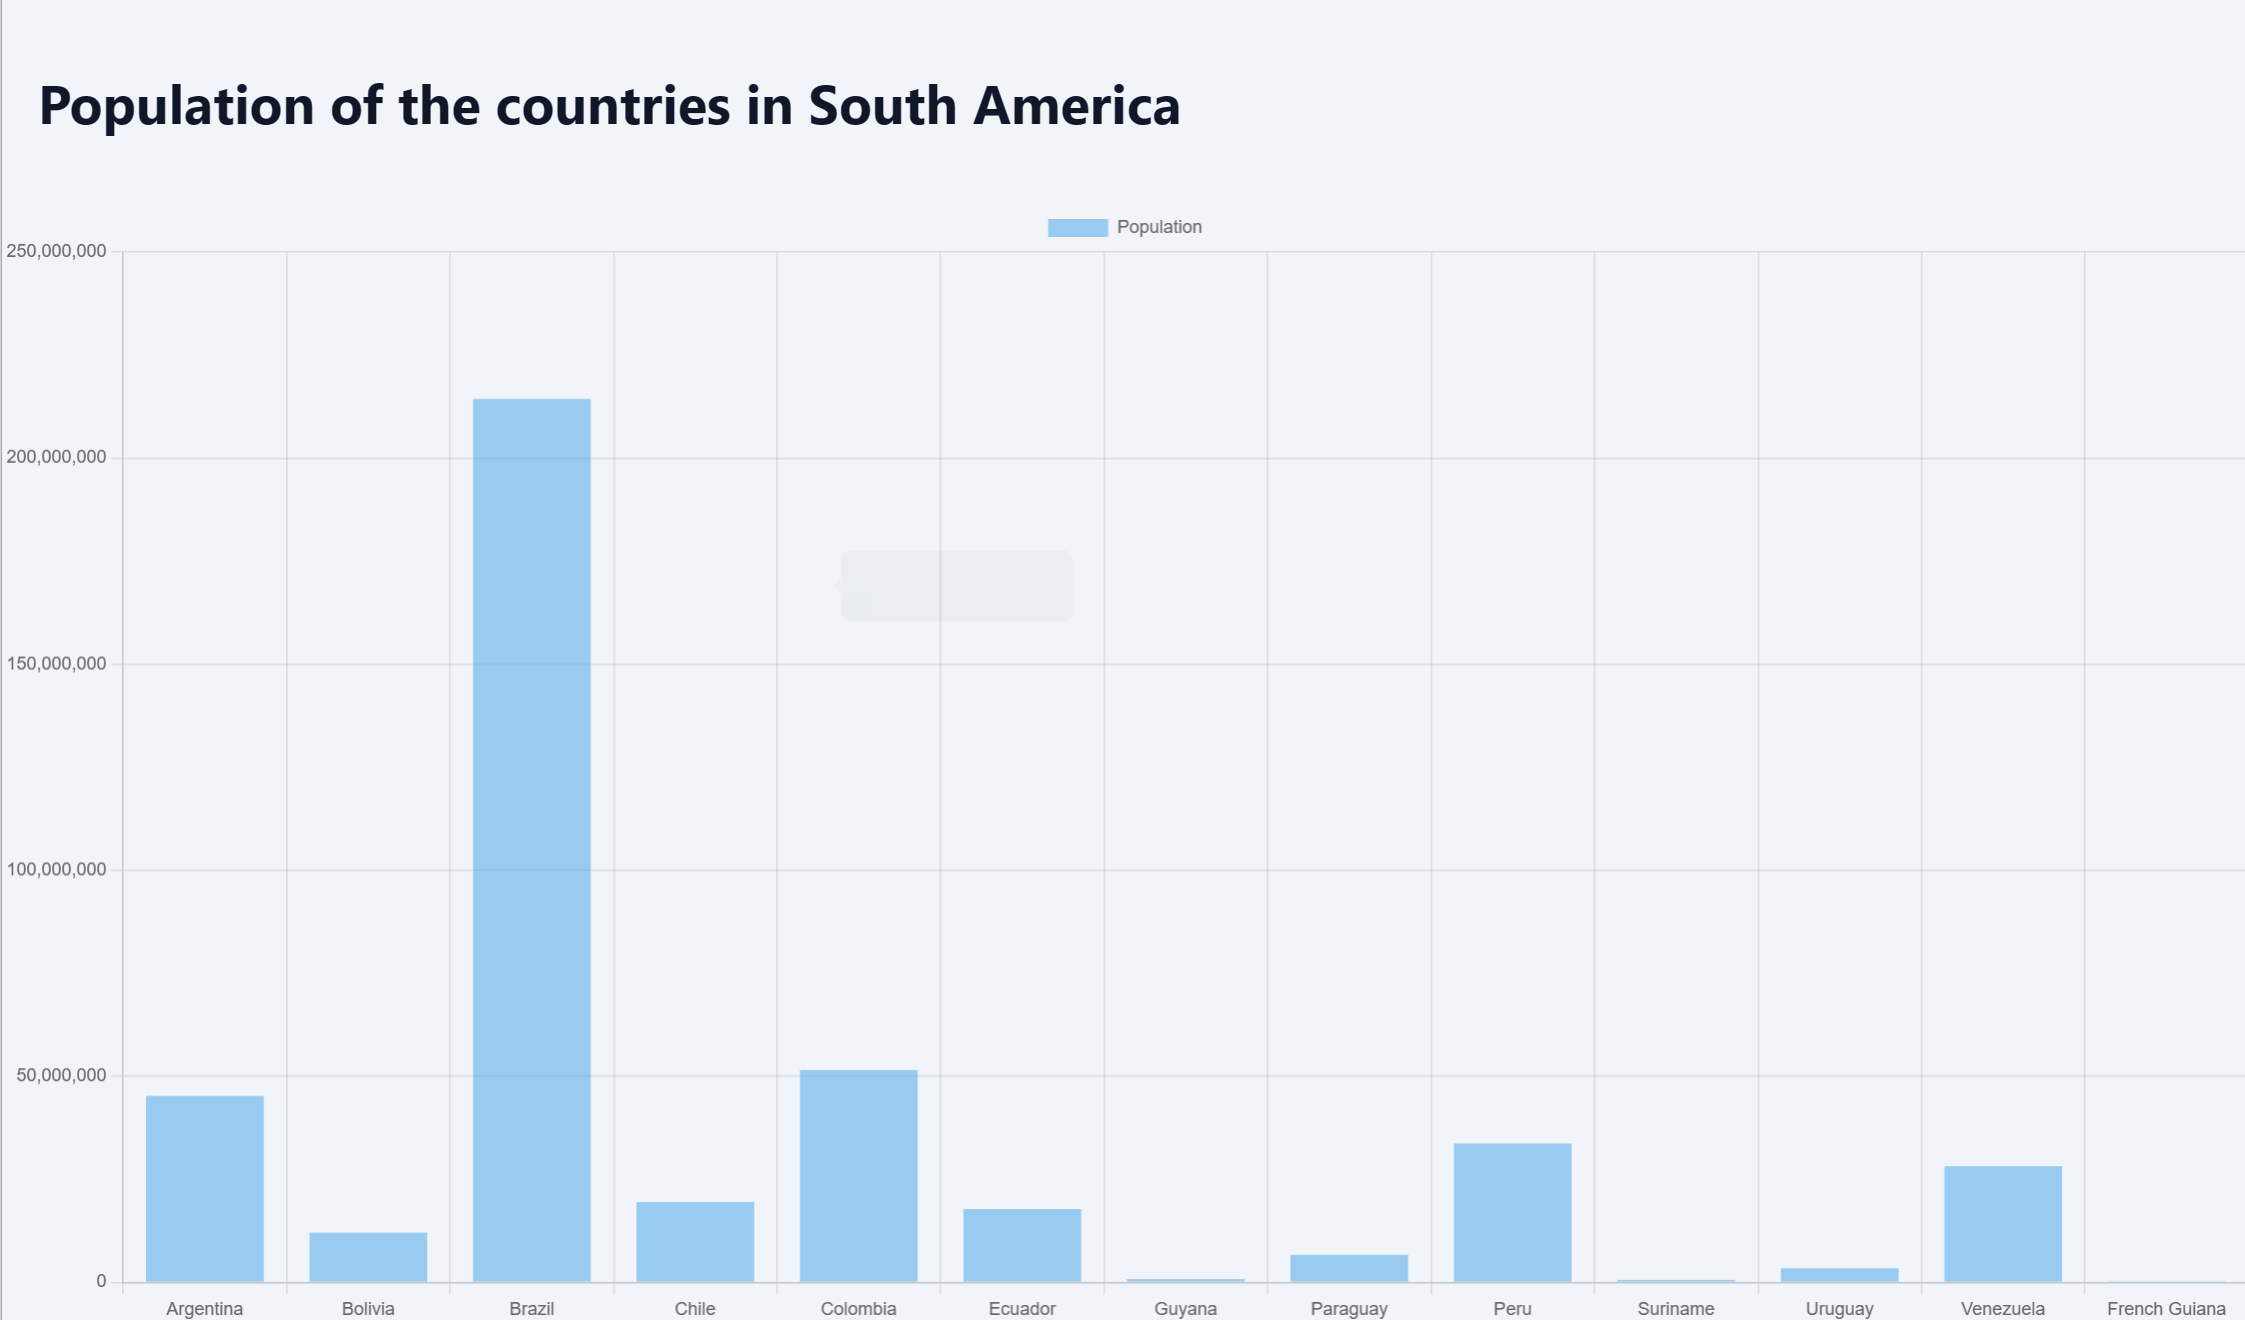 Population of the countries in South America
Population
250,000,000
200,000,000
150,000,000
100,000,000
50,000,000
0
Argentina
Bolivia
Brazil
Chile
Colombia
Ecuador
Guyana
Paraguay
Peru
Suriname
Uruguay
Venezuela
French Guiana